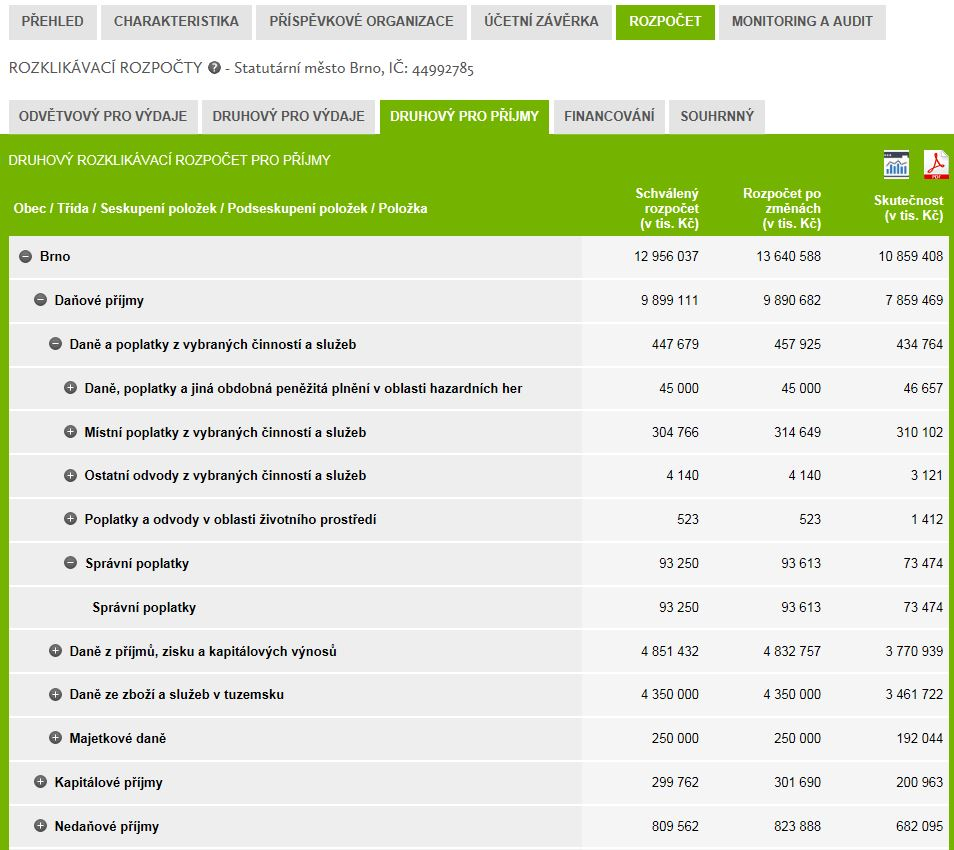 PŘEHLED CHARAKTERISTIKA PŘÍSPĚVKOVÉ ORGANIZACE ÚČETNÍ ZÁVĚRKA ROZPOČET MONITORING A AUDIT
ROZKLIKÁVACÍ ROZPOČTY ? - Statutární město Brno, IČ: 44992785
ODVĚTVOVÝ PRO VÝDAJE DRUHOVÝ PRO VÝDAJE DRUHOVÝ PRO PŘÍJMY FINANCOVÁNÍ SOUHRNNÝ
DRUHOVÝ ROZKLIKÁVACÍ ROZPOČET PRO PŘÍJMY
PDF
Obec / Třída / Seskupení položek / Podseskupení položek / Položka
Schválený
rozpočet
(v tis. Kč)
Rozpočet po
změnách
(v tis. Kč)
Skutečnost
(v tis. Kč)
Brno 12 956 037 13 640 588 10 859 408
Daňové příjmy 9 899 111 9 890 682 7 859 469
Daně a poplatky z vybraných činností a služeb 447 679 457 925 434 764
Daně, poplatky a jiná obdobná peněžitá plnění v oblasti hazardních her 45 000 45 000 46 657
Místní poplatky z vybraných činností a služeb 304 766 314 649 310 102
Ostatní odvody z vybraných činností a služeb 4 140 4 140 3 121
Poplatky a odvody v oblasti životního prostředí 523 523 1 412
Správní poplatky 93 250 93 613 73 474
Správní poplatky 93 250 93 613 73 474
Daně z příjmů, zisku a kapitálových výnosů 4 851 432 4 832 757 3 770 939
Daně ze zboží a služeb v tuzemsku 4 350 000 4 350 000 3 461 722
Majetkové daně 250 000 250 000 192 044
Kapitálové příjmy 299 762 301 690 200 963
Nedaňové příjmy 809 562 823 888 682 095